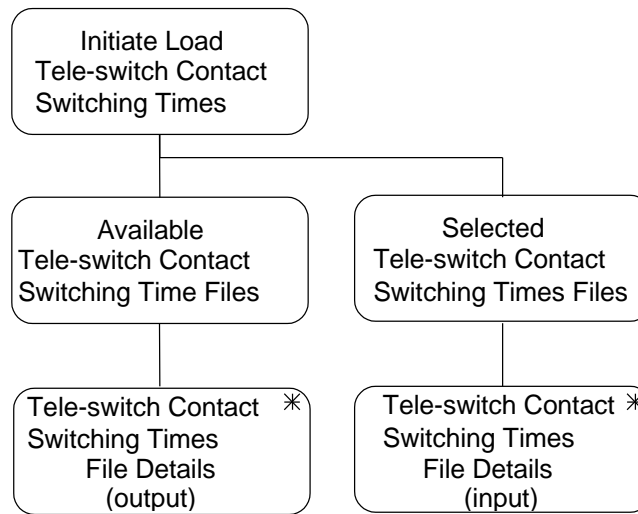 Initiate Load
Tele-switch Contact
Switching Times
Available
Tele-switch Contact
Switching Time Files
Selected
Tele-switch Contact
Switching Times Files
Tele-switch Contact *
Switching Times
File Details
(output)
Tele-switch Contact *
Switching Times
File Details
(input)